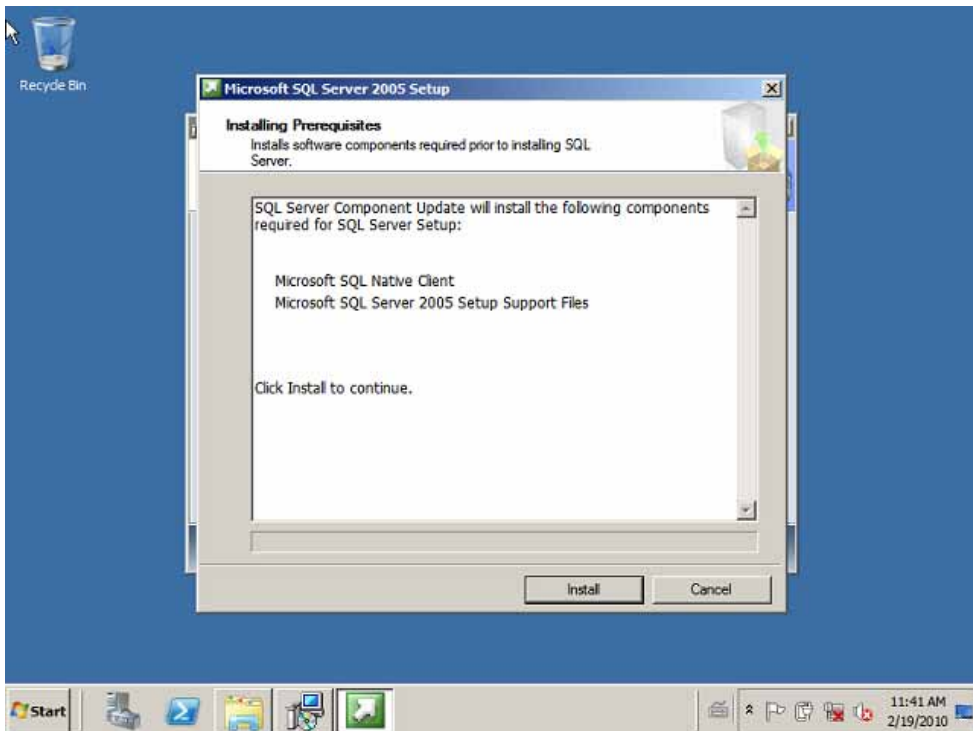 Recycle Bin
Microsoft SQL Server 2005 Setup
Installing Prerequisites
Installs software components required prior to installing SQL
Server.
SQL Server Component Update will install the following components
required for SQL Server Setup:
Microsoft SQL Native Client
Microsoft SQL Server 2005 Setup Support Files
Click Install to continue.
Install
Cancel
Start
11:41 AM
2/19/2010